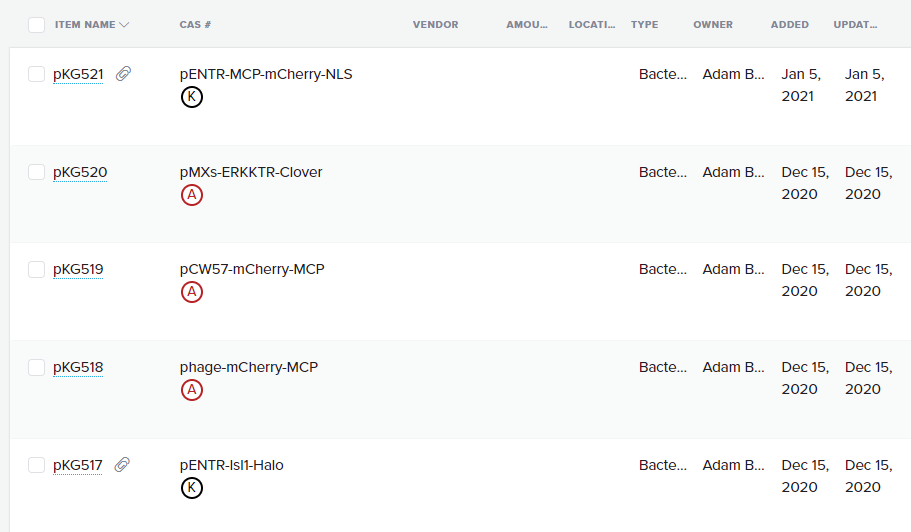 ITEM NAME CAS # VENDOR AMOU... LOCATI... TYPE OWNER ADDED UPDAT...
pKG521 pENTR-MCP-mCherry-NLS Bacte... Adam B... Jan 5, Jan 5,
K 2021 2021
pKG520 pMXs-ERKKTR-Clover Bacte... Adam B... Dec 15, Dec 15,
A 2020 2020
pKG519 pCW57-mCherry-MCP Bacte... Adam B... Dec 15, Dec 15,
A 2020 2020
pKG518 phage-mCherry-MCP Bacte... Adam B... Dec 15, Dec 15,
A 2020 2020
pKG517 pENTR-Isl1-Halo Bacte... Adam B... Dec 15, Dec 15,
K 2020 2020